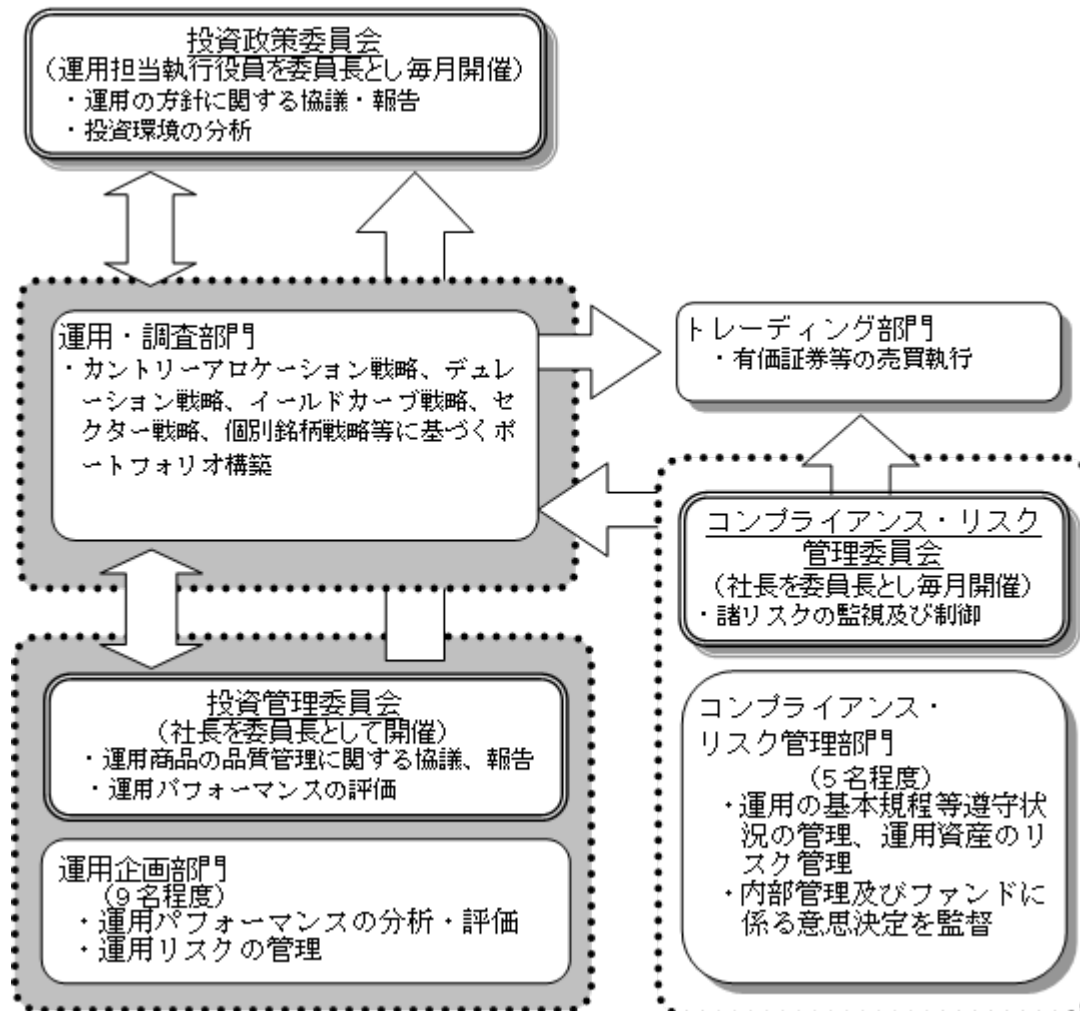 投資政策委員会
(運用担当執行役員を委員長とし毎月開催)
・運用の方針に関する協議・報告
・投資環境の分析
運用・調査部門
・カントリーアロケーション戦略、デュレ
ーション戦略、イールドカーブ戦略、セ
クター戦略、個別銘柄戦略等に基づくポ
ートフォリオ構築
トレーディング部門
・有価証券等の売買執行
コンプライアンス・リスク
管理委員会
(社長を委員長とし毎月開催)
・諸リスクの監視及び制御
投資管理委員会
(社長を委員長として開催)
・運用商品の品質管理に関する協議、報告
・運用パフォーマンスの評価
運用企画部門
(9名程度)
・運用パフォーマンスの分析・評価
・運用リスクの管理
コンプライアンス・
リスク管理部門
(5名程度)
・運用の基本規程等遵守状
況の管理、運用資産のリ
スク管理
・内部管理及びファンドに
係る意思決定を監督